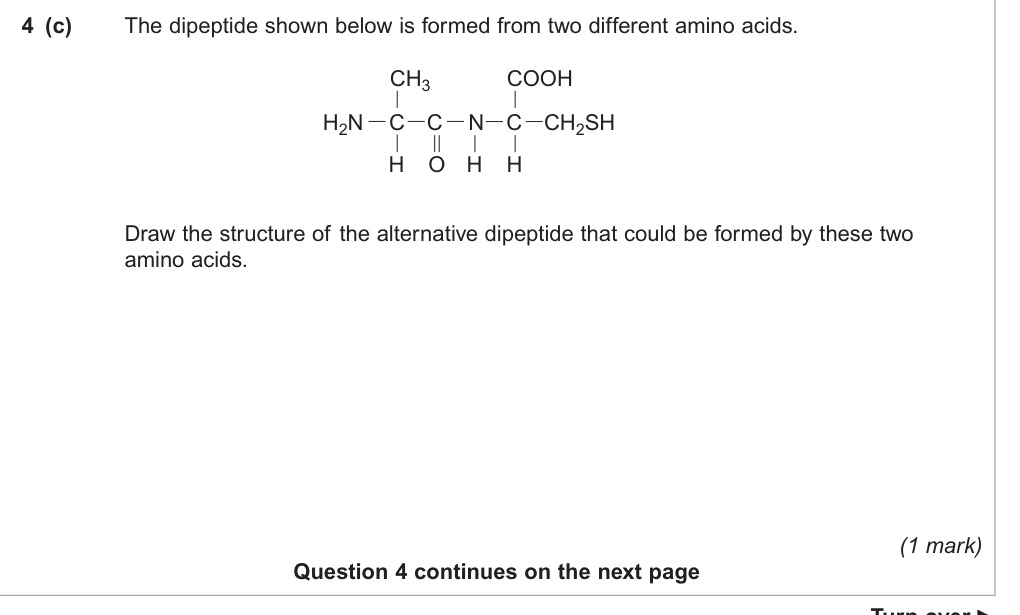 4 (c) The dipeptide shown below is formed from two different amino acids.
CH₃ COOH
H₂N—C—C—N—C—CH₂SH
H O H H
Draw the structure of the alternative dipeptide that could be formed by these two
amino acids.
(1 mark)
Question 4 continues on the next page
Turn over ►